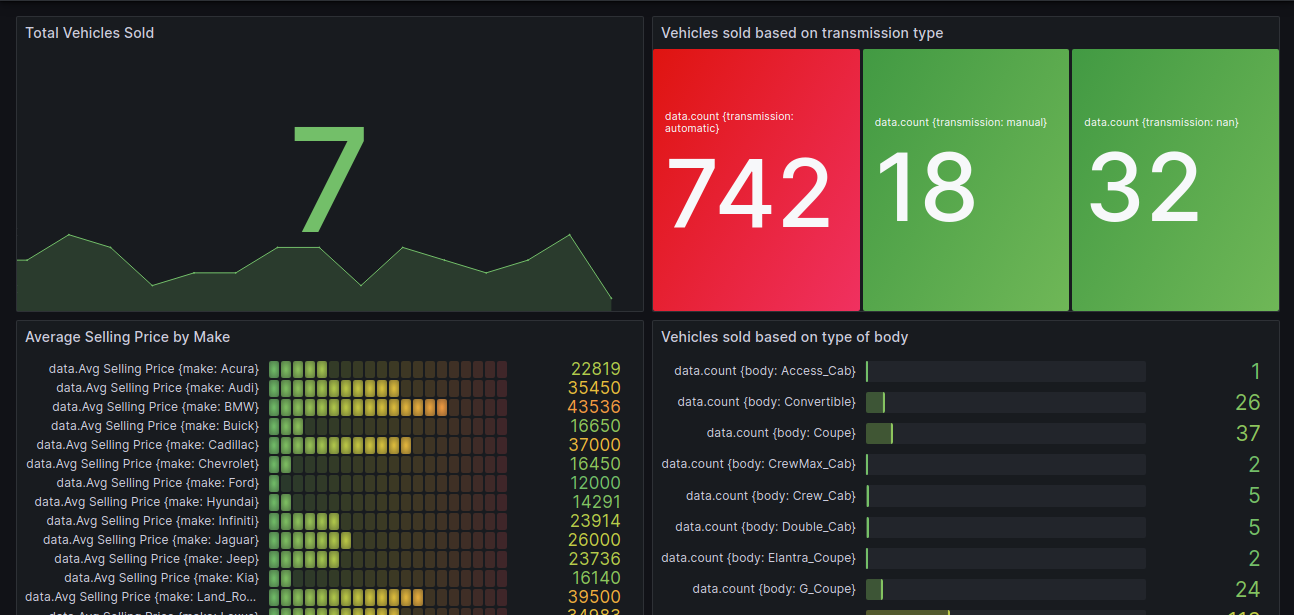 Total Vehicles Sold
7
Vehicles sold based on transmission type
data.count {transmission: automatic}
742
data.count {transmission: manual}
18
data.count {transmission: nan}
32
Average Selling Price by Make
data.Avg Selling Price {make: Acura} 22819
data.Avg Selling Price {make: Audi} 35450
data.Avg Selling Price {make: BMW} 43536
data.Avg Selling Price {make: Buick} 16650
data.Avg Selling Price {make: Cadillac} 37000
data.Avg Selling Price {make: Chevrolet} 16450
data.Avg Selling Price {make: Ford} 12000
data.Avg Selling Price {make: Hyundai} 14291
data.Avg Selling Price {make: Infiniti} 23914
data.Avg Selling Price {make: Jaguar} 26000
data.Avg Selling Price {make: Jeep} 23736
data.Avg Selling Price {make: Kia} 16140
data.Avg Selling Price {make: Land_Ro... 39500
Vehicles sold based on type of body
data.count {body: Access_Cab} 1
data.count {body: Convertible} 26
data.count {body: Coupe} 37
data.count {body: CrewMax_Cab} 2
data.count {body: Crew_Cab} 5
data.count {body: Double_Cab} 5
data.count {body: Elantra_Coupe} 2
data.count {body: G_Coupe} 24